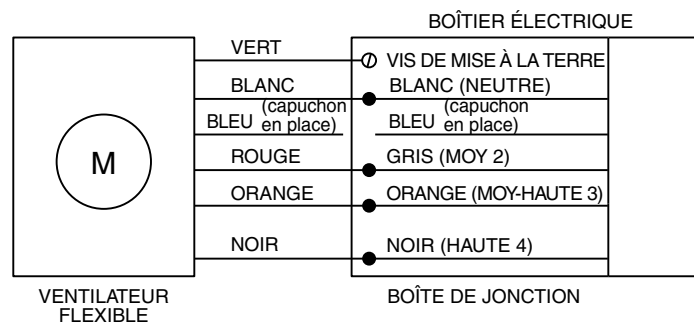 BOÎTIER ÉLECTRIQUE
VERT
VIS DE MISE À LA TERRE
BLANC
BLANC (NEUTRE)
BLEU (capuchon en place)
BLEU (capuchon en place)
M
ROUGE
GRIS (MOY 2)
ORANGE
ORANGE (MOY-HAUTE 3)
NOIR
NOIR (HAUTE 4)
VENTILATEUR
FLEXIBLE
BOÎTE DE JONCTION